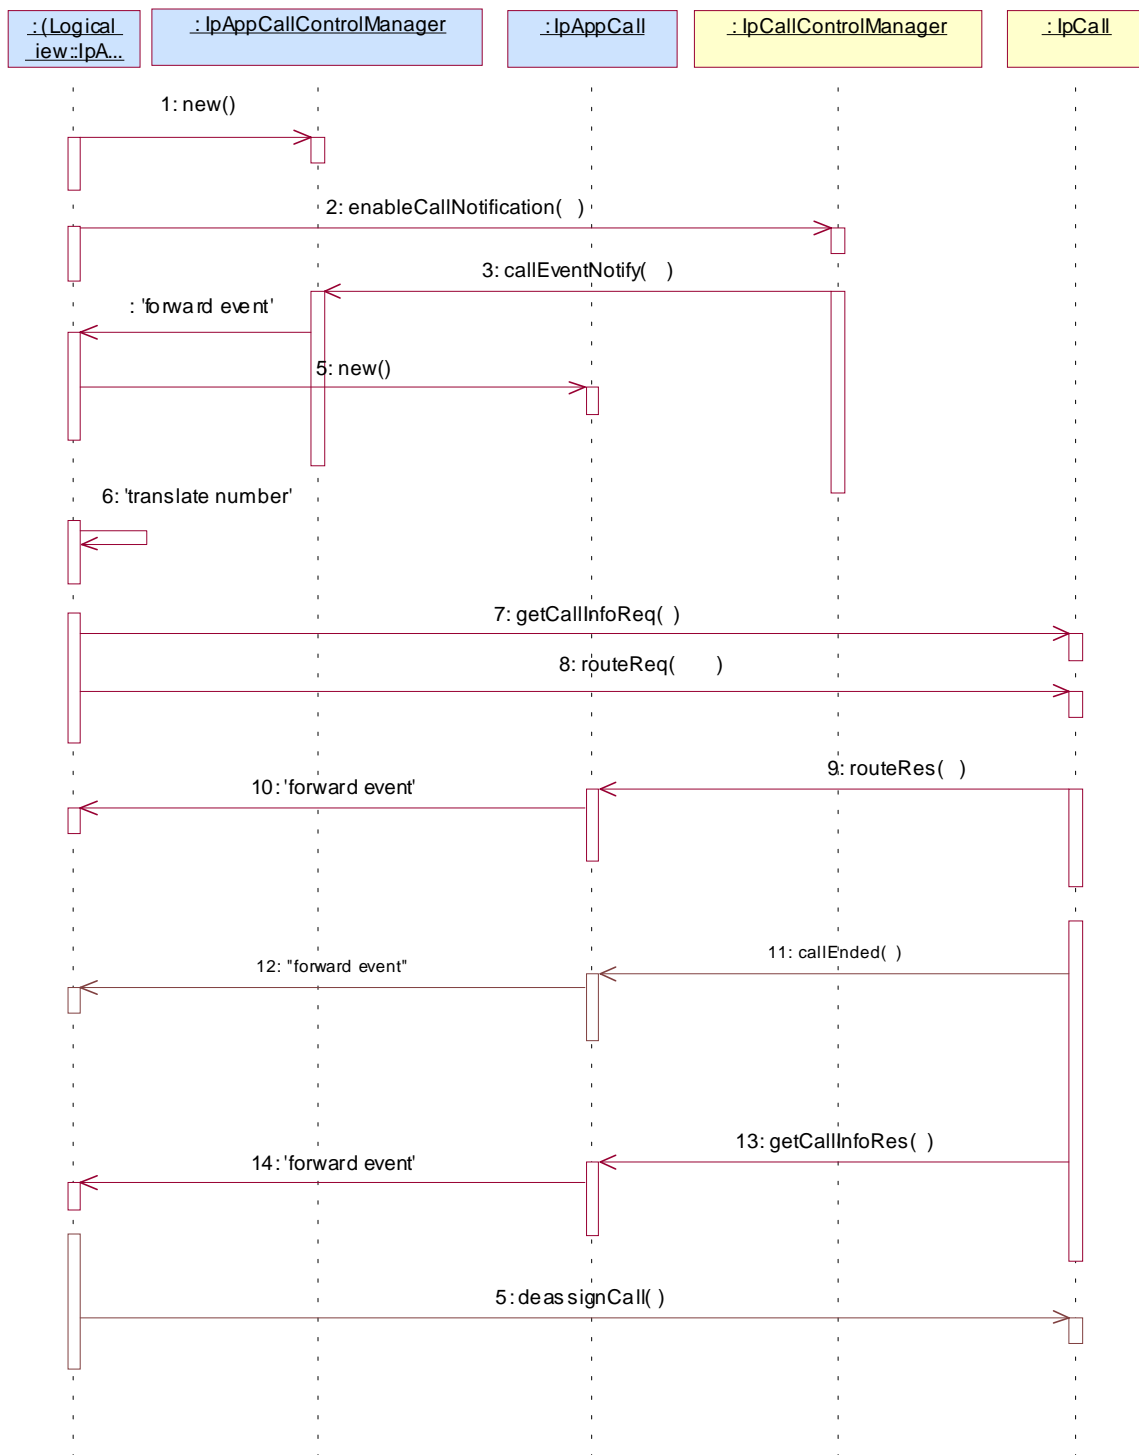 : (Logical
iew::IpA...
: IpAppCallControlManager
: IpAppCall
: IpCallControlManager
: IpCall
1: new()
2: enableCallNotification( )
3: callEventNotify( )
: 'forward event'
5: new()
6: 'translate number'
7: getCallInfoReq( )
8: routeReq( )
9: routeRes( )
10: 'forward event'
11: callEnded( )
12: "forward event"
13: getCallInfoRes( )
14: 'forward event'
5: deassignCall( )